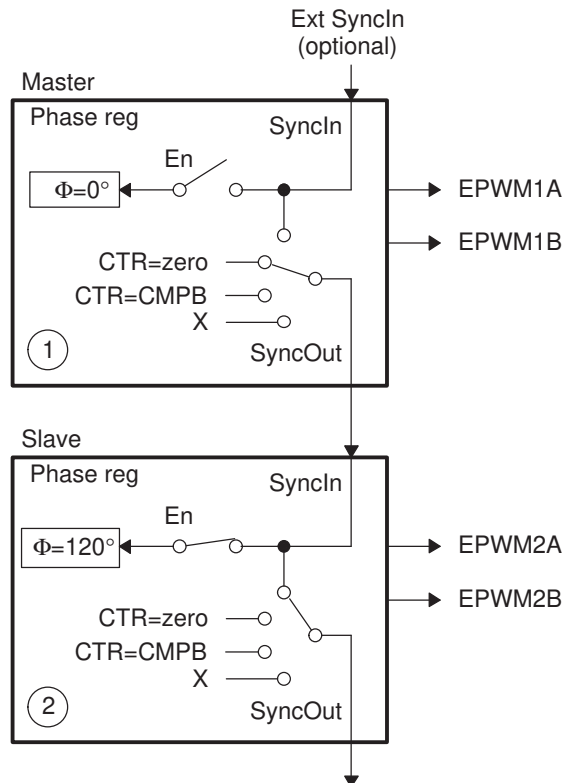 Ext SyncIn
(optional)
Master
Phase reg
SyncIn
En
Φ=0°
EPWM1A
EPWM1B
CTR=zero
CTR=CMPB
X
1
SyncOut
Slave
Phase reg
SyncIn
En
Φ=120°
EPWM2A
EPWM2B
CTR=zero
CTR=CMPB
X
2
SyncOut